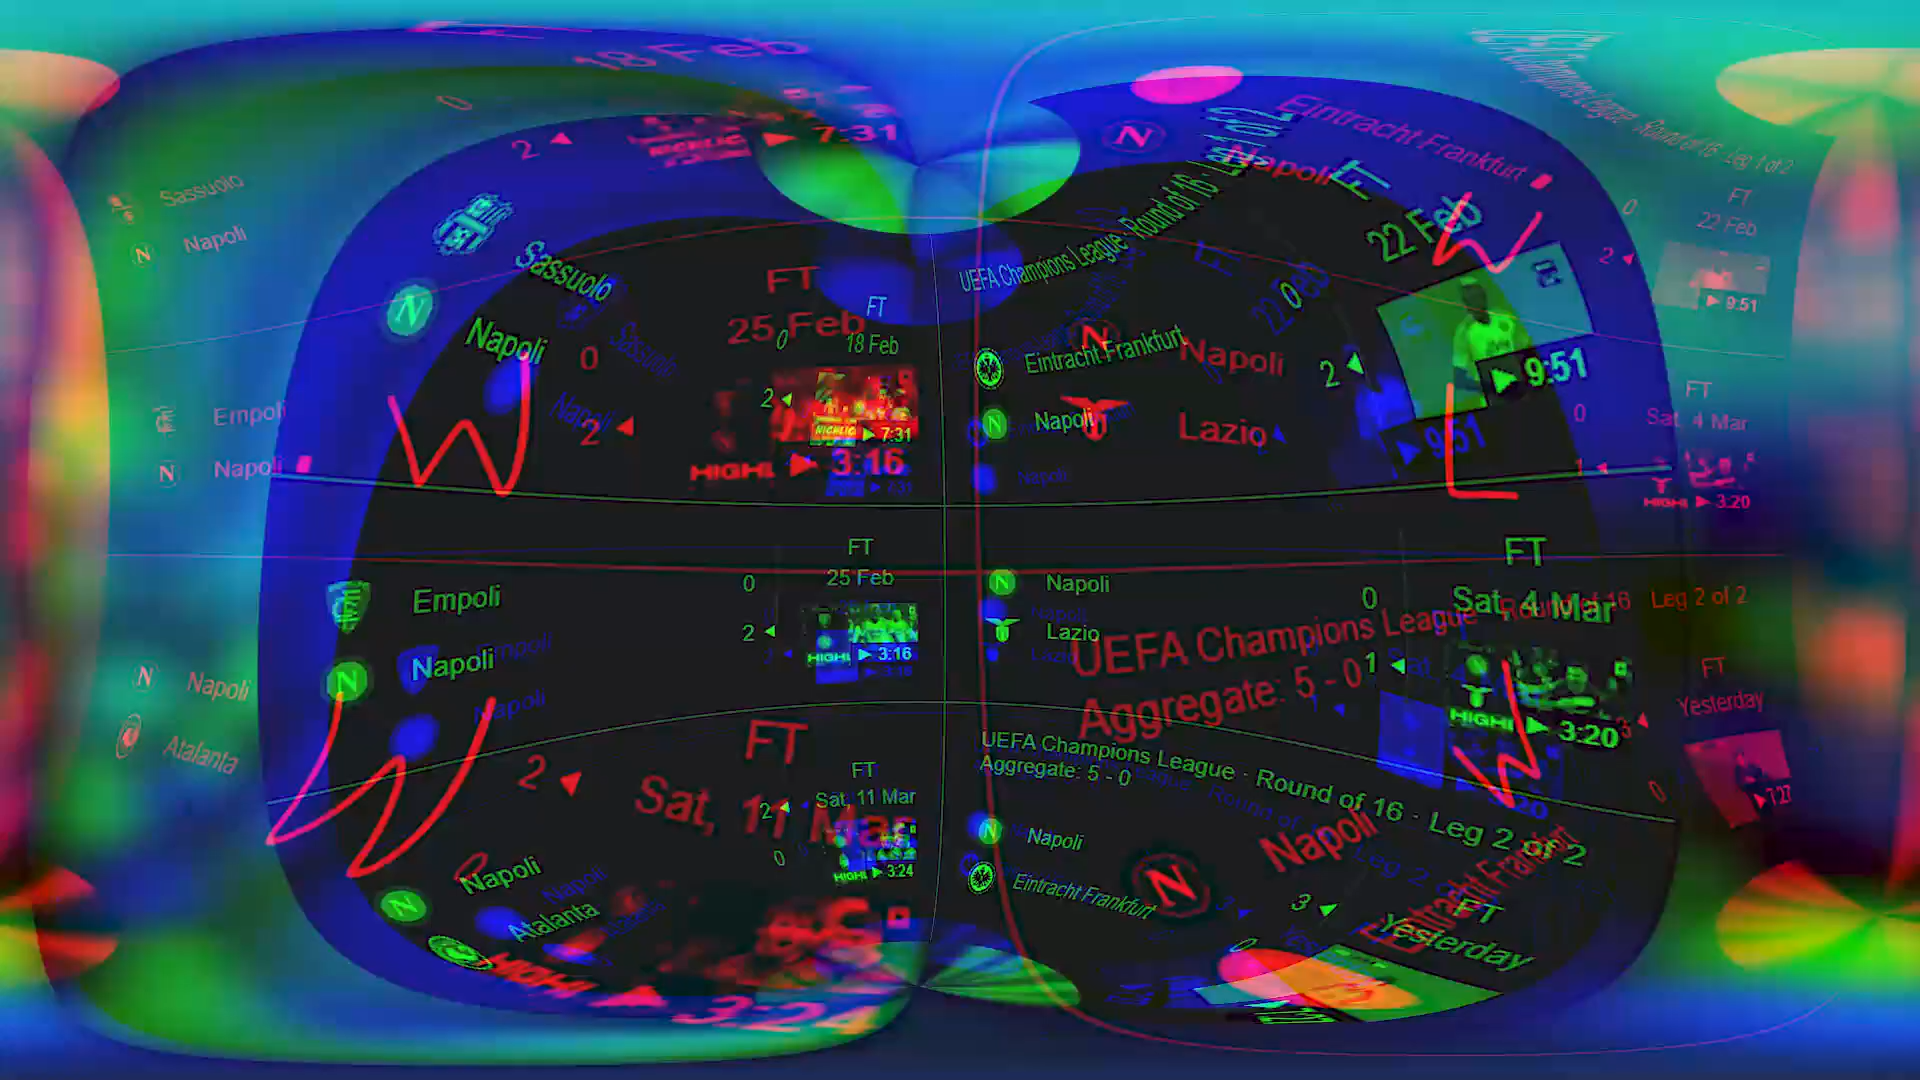 Sassuolo 0
Napoli 2
FT
18 Feb
7:31
UEFA Champions League · Round of 16 · Leg 1 of 2
Eintracht Frankfurt 0
Napoli 2
FT
22 Feb
9:51
Empoli 0
Napoli 2
FT
25 Feb
HIGHL
3:16
Napoli 0
Lazio 1
FT
Sat, 4 Mar
HIGHL
3:20
Napoli 2
Atalanta 0
FT
Sat, 11 Mar
HIGHL
3:24
UEFA Champions League · Round of 16 · Leg 2 of 2
Aggregate: 5 - 0
Napoli 3
Eintracht Frankfurt 0
FT
Yesterday
7:27
W
W
L
W
W